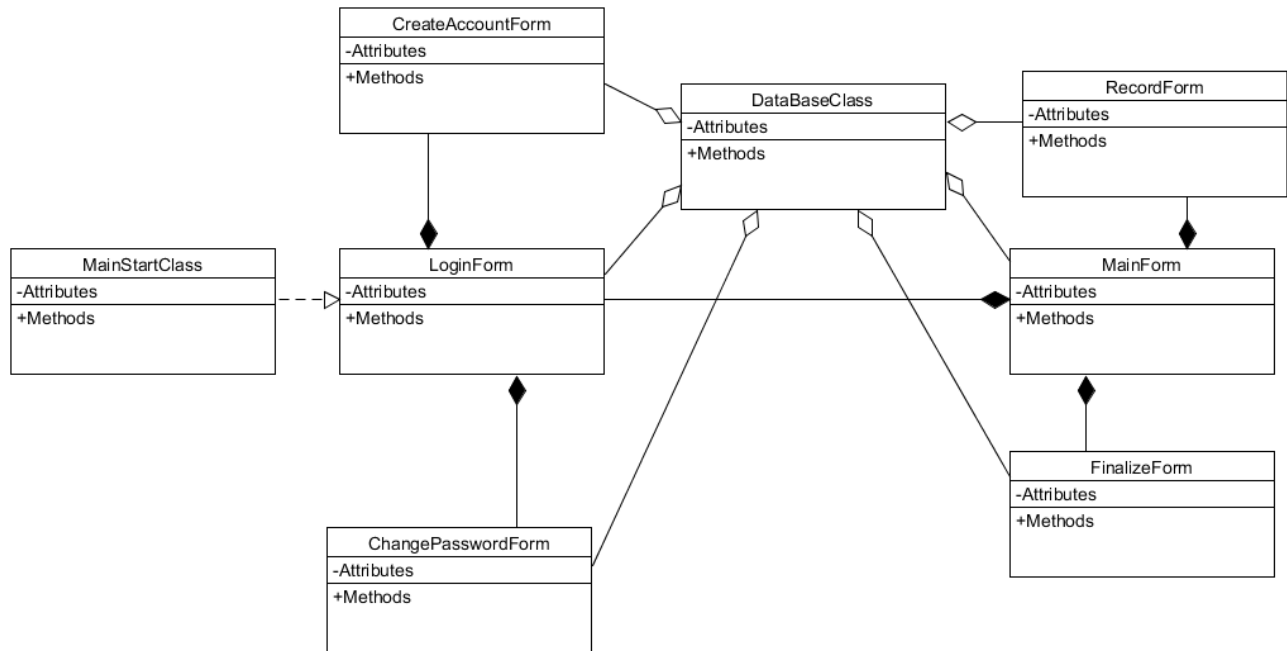 CreateAccountForm
-Attributes
+Methods
DataBaseClass
-Attributes
+Methods
RecordForm
-Attributes
+Methods
MainStartClass
-Attributes
+Methods
LoginForm
-Attributes
+Methods
MainForm
-Attributes
+Methods
FinalizeForm
-Attributes
+Methods
ChangePasswordForm
-Attributes
+Methods